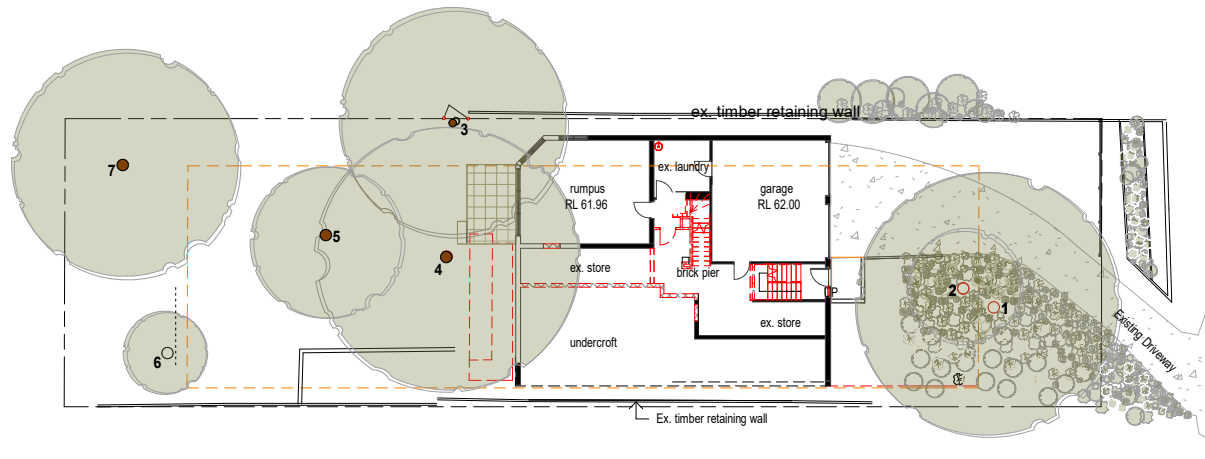 ex. timber retaining wall
3
7
ex. laundry
rumpus
RL 61.96
garage
RL 62.00
5
4
ex. store
brick pier
2
1
P
Existing Driveway
ex. store
undercroft
6
Ex. timber retaining wall